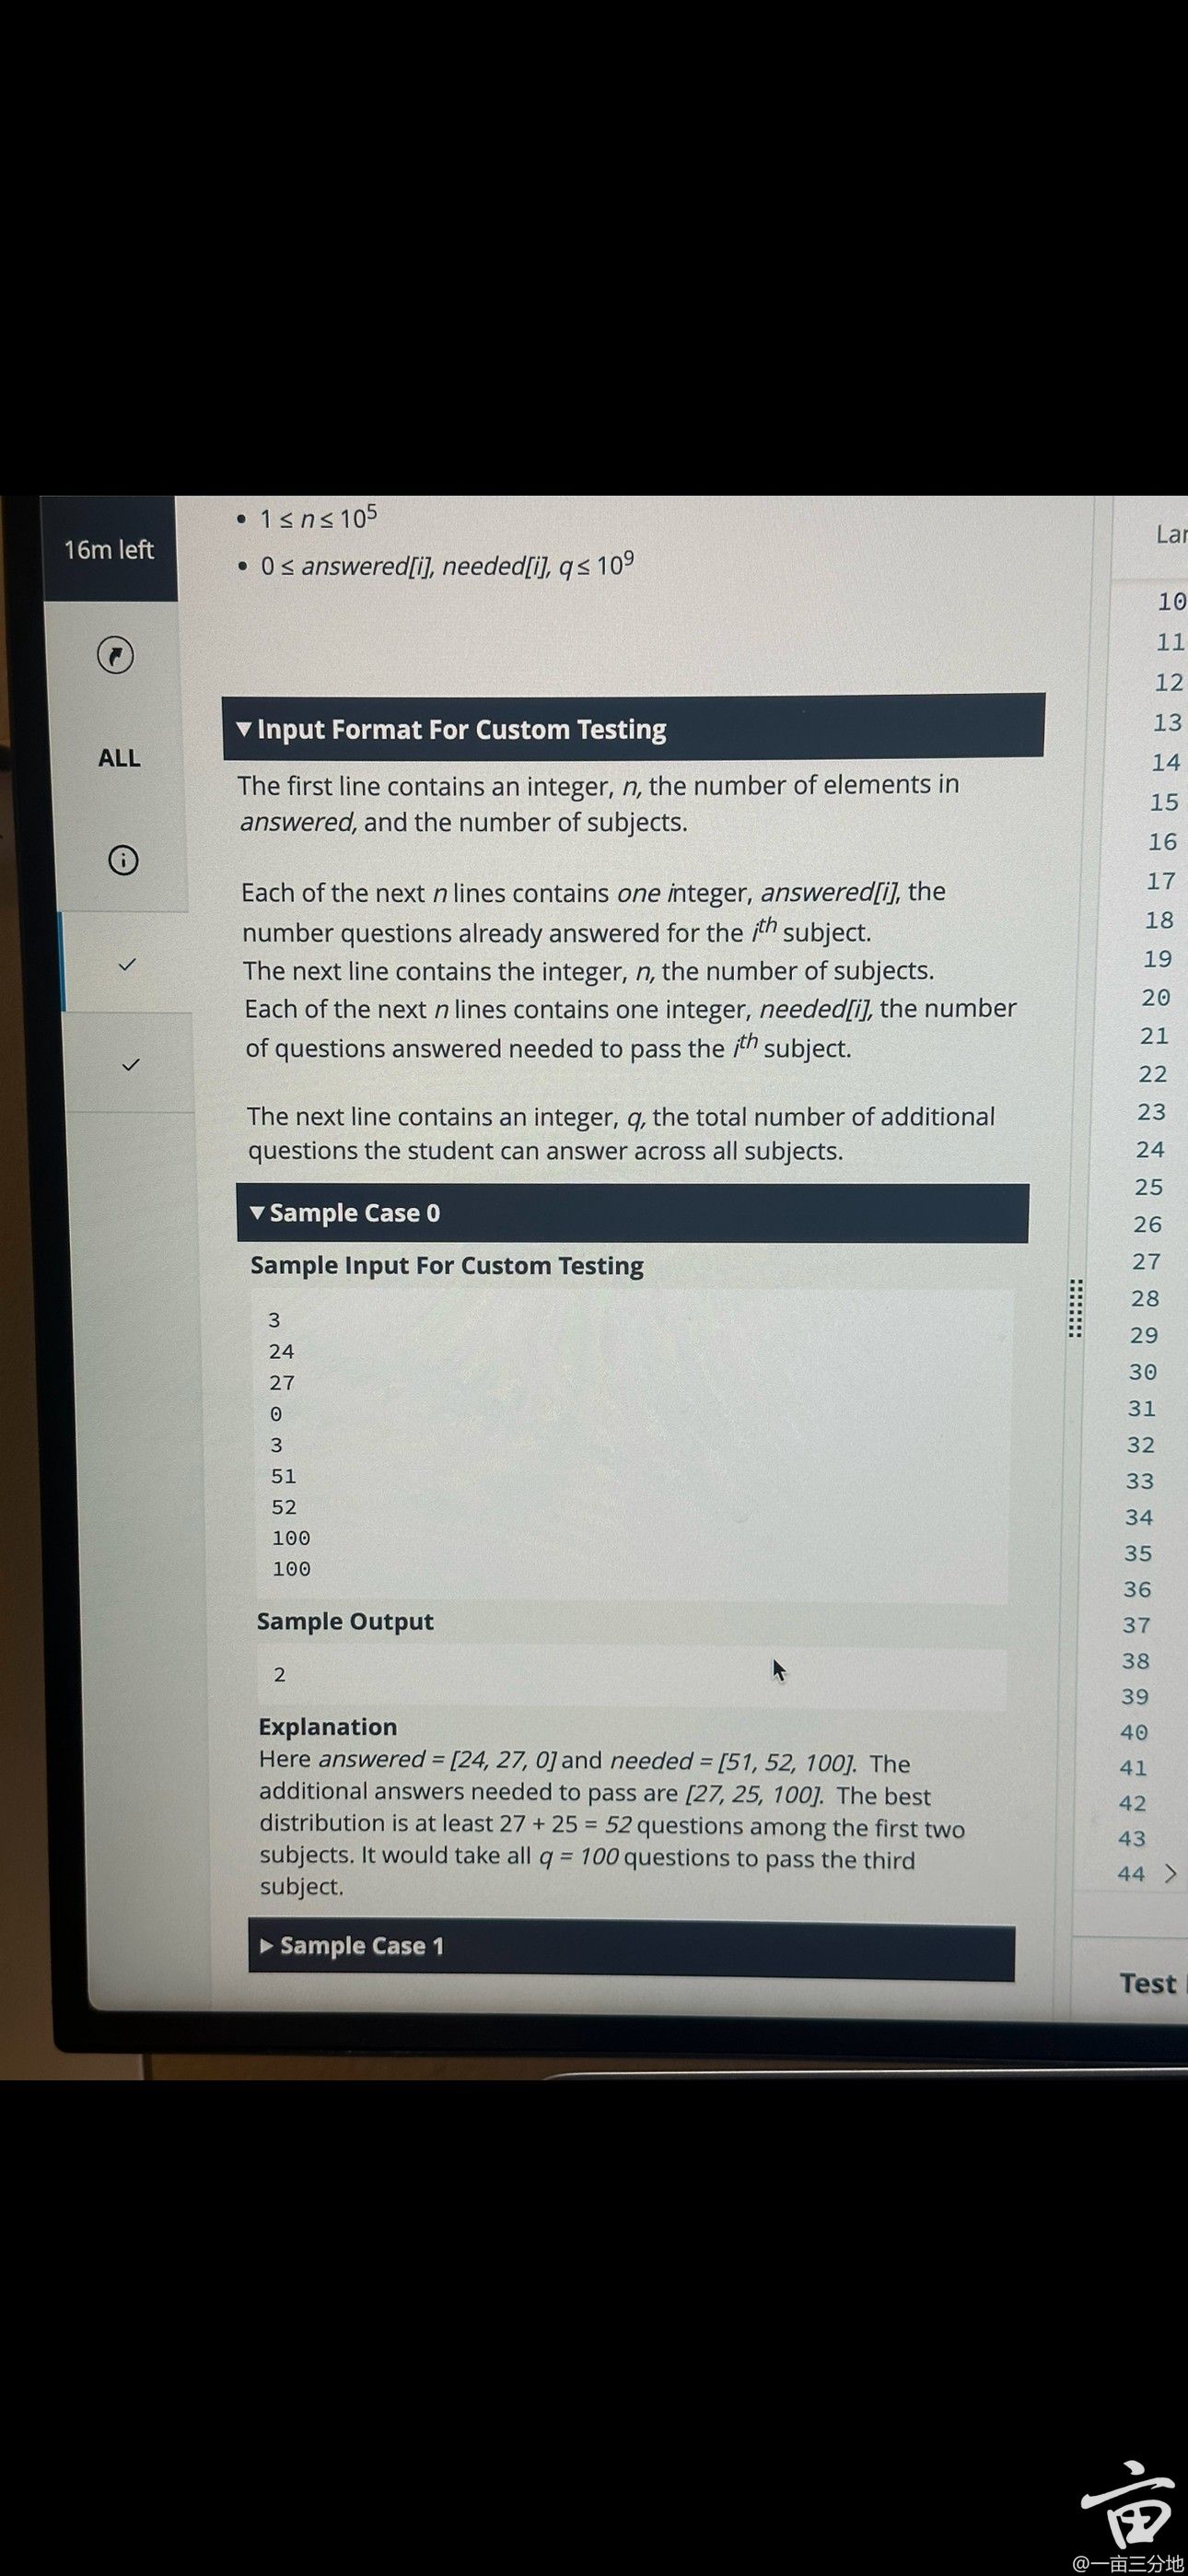 16m left
ALL
• 1 ≤ n ≤ 10⁵
• 0 ≤ answered[i], needed[i], q ≤ 10⁹
▼ Input Format For Custom Testing
The first line contains an integer, n, the number of elements in
answered, and the number of subjects.
Each of the next n lines contains one integer, answered[i], the
number questions already answered for the iᵗʰ subject.
The next line contains the integer, n, the number of subjects.
Each of the next n lines contains one integer, needed[i], the number
of questions answered needed to pass the iᵗʰ subject.
The next line contains an integer, q, the total number of additional
questions the student can answer across all subjects.
▼ Sample Case 0
Sample Input For Custom Testing
3
24
27
0
3
51
52
100
100
Sample Output
2
Explanation
Here answered = [24, 27, 0] and needed = [51, 52, 100]. The
additional answers needed to pass are [27, 25, 100]. The best
distribution is at least 27 + 25 = 52 questions among the first two
subjects. It would take all q = 100 questions to pass the third
subject.
▶ Sample Case 1
Lar
10
11
12
13
14
15
16
17
18
19
20
21
22
23
24
25
26
27
28
29
30
31
32
33
34
35
36
37
38
39
40
41
42
43
44 >
Test
亩
@一亩三分地